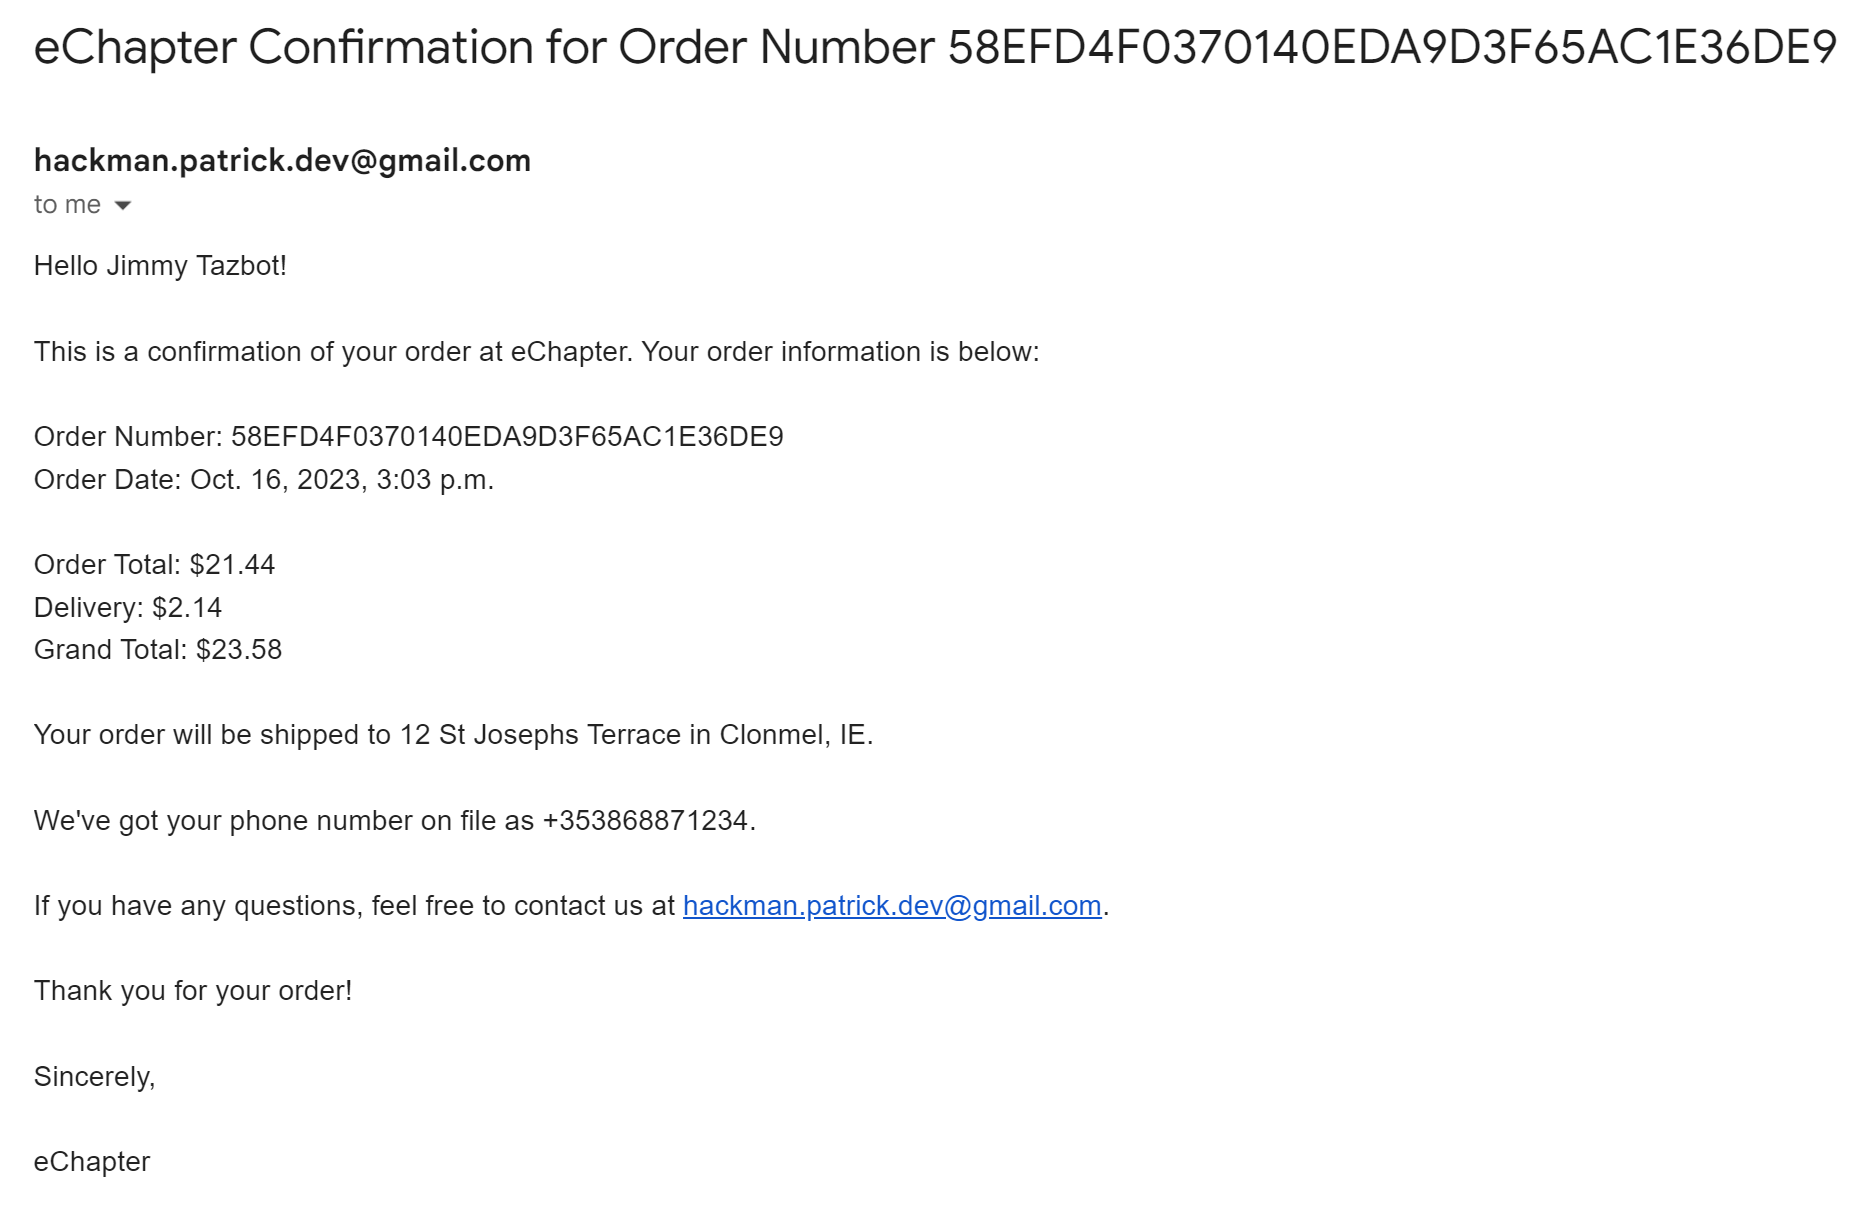 eChapter Confirmation for Order Number 58EFD4F0370140EDA9D3F65AC1E36DE9
hackman.patrick.dev@gmail.com
to me
Hello Jimmy Tazbot!
This is a confirmation of your order at eChapter. Your order information is below:
Order Number: 58EFD4F0370140EDA9D3F65AC1E36DE9
Order Date: Oct. 16, 2023, 3:03 p.m.
Order Total: $21.44
Delivery: $2.14
Grand Total: $23.58
Your order will be shipped to 12 St Josephs Terrace in Clonmel, IE.
We've got your phone number on file as +353868871234.
If you have any questions, feel free to contact us at hackman.patrick.dev@gmail.com.
Thank you for your order!
Sincerely,
eChapter